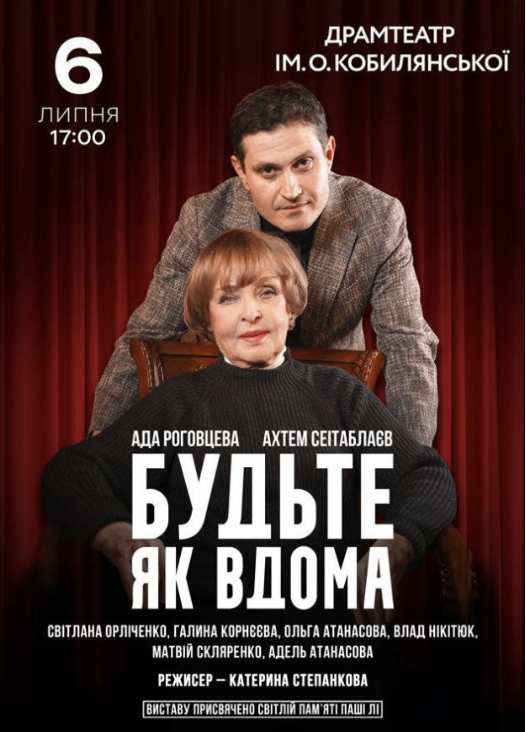 6
ЛИПНЯ
17:00
ДРАМТЕАТР
ІМ. О. КОБИЛЯНСЬКОЇ
АДА РОГОВЦЕВА АХТЕМ СЕІТАБЛАЄВ
БУДЬТЕ
ЯК ВДОМА
СВІТЛАНА ОРЛІЧЕНКО, ГАЛИНА КОРНЄЄВА, ОЛЬГА АТАНАСОВА, ВЛАД НІКІТЮК,
МАТВІЙ СКЛЯРЕНКО, АДЕЛЬ АТАНАСОВА
РЕЖИСЕР – КАТЕРИНА СТЕПАНКОВА
ВИСТАВУ ПРИСВЯЧЕНО СВІТЛІЙ ПАМ'ЯТІ ПАШІ ЛІ